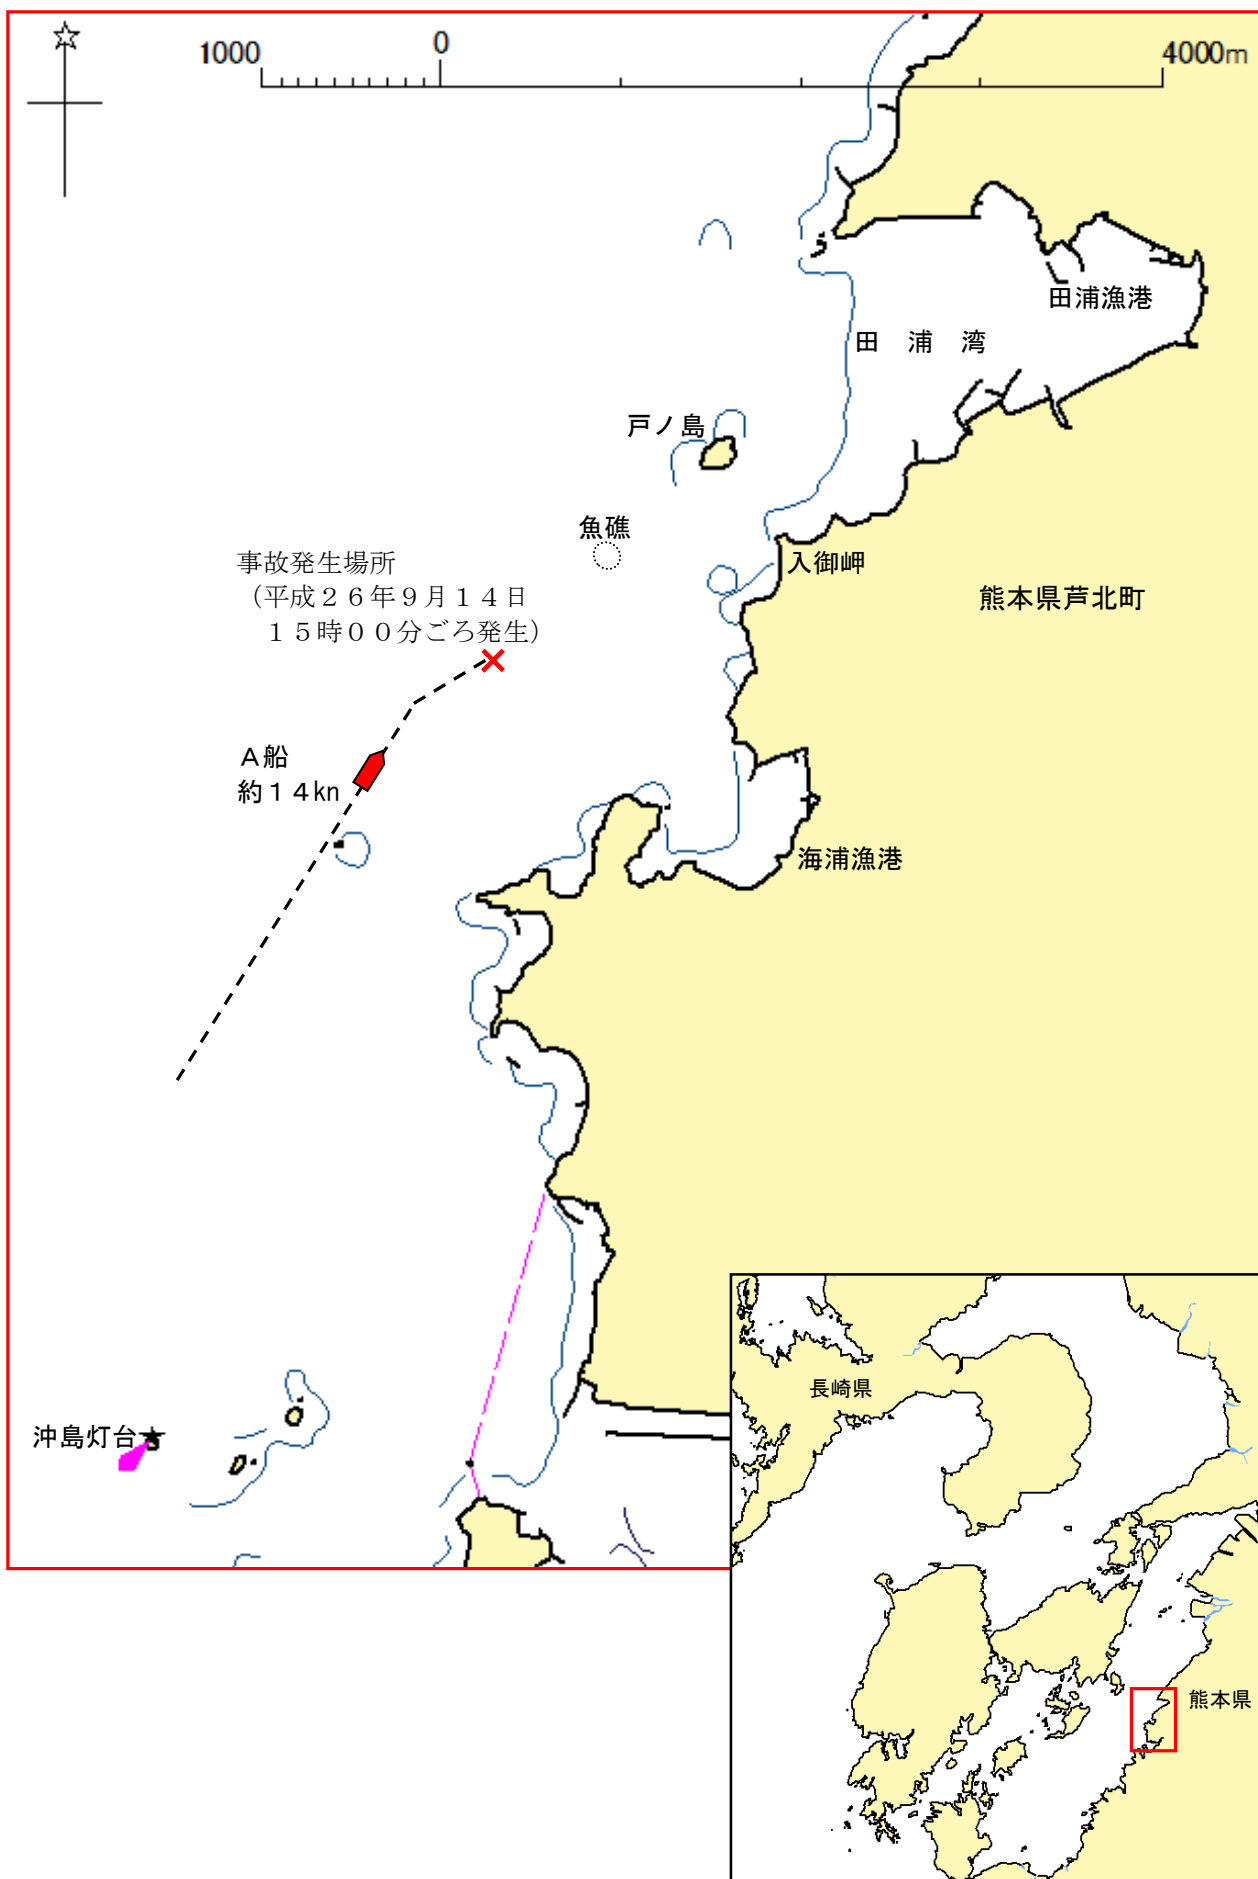 1000 0 4000m
田浦漁港
田浦湾
戸ノ島
魚礁
入御岬
事故発生場所
（平成２６年９月１４日
１５時００分ごろ発生）
熊本県芦北町
Ａ船
約１４kn
海浦漁港
沖島灯台
長崎県
熊本県